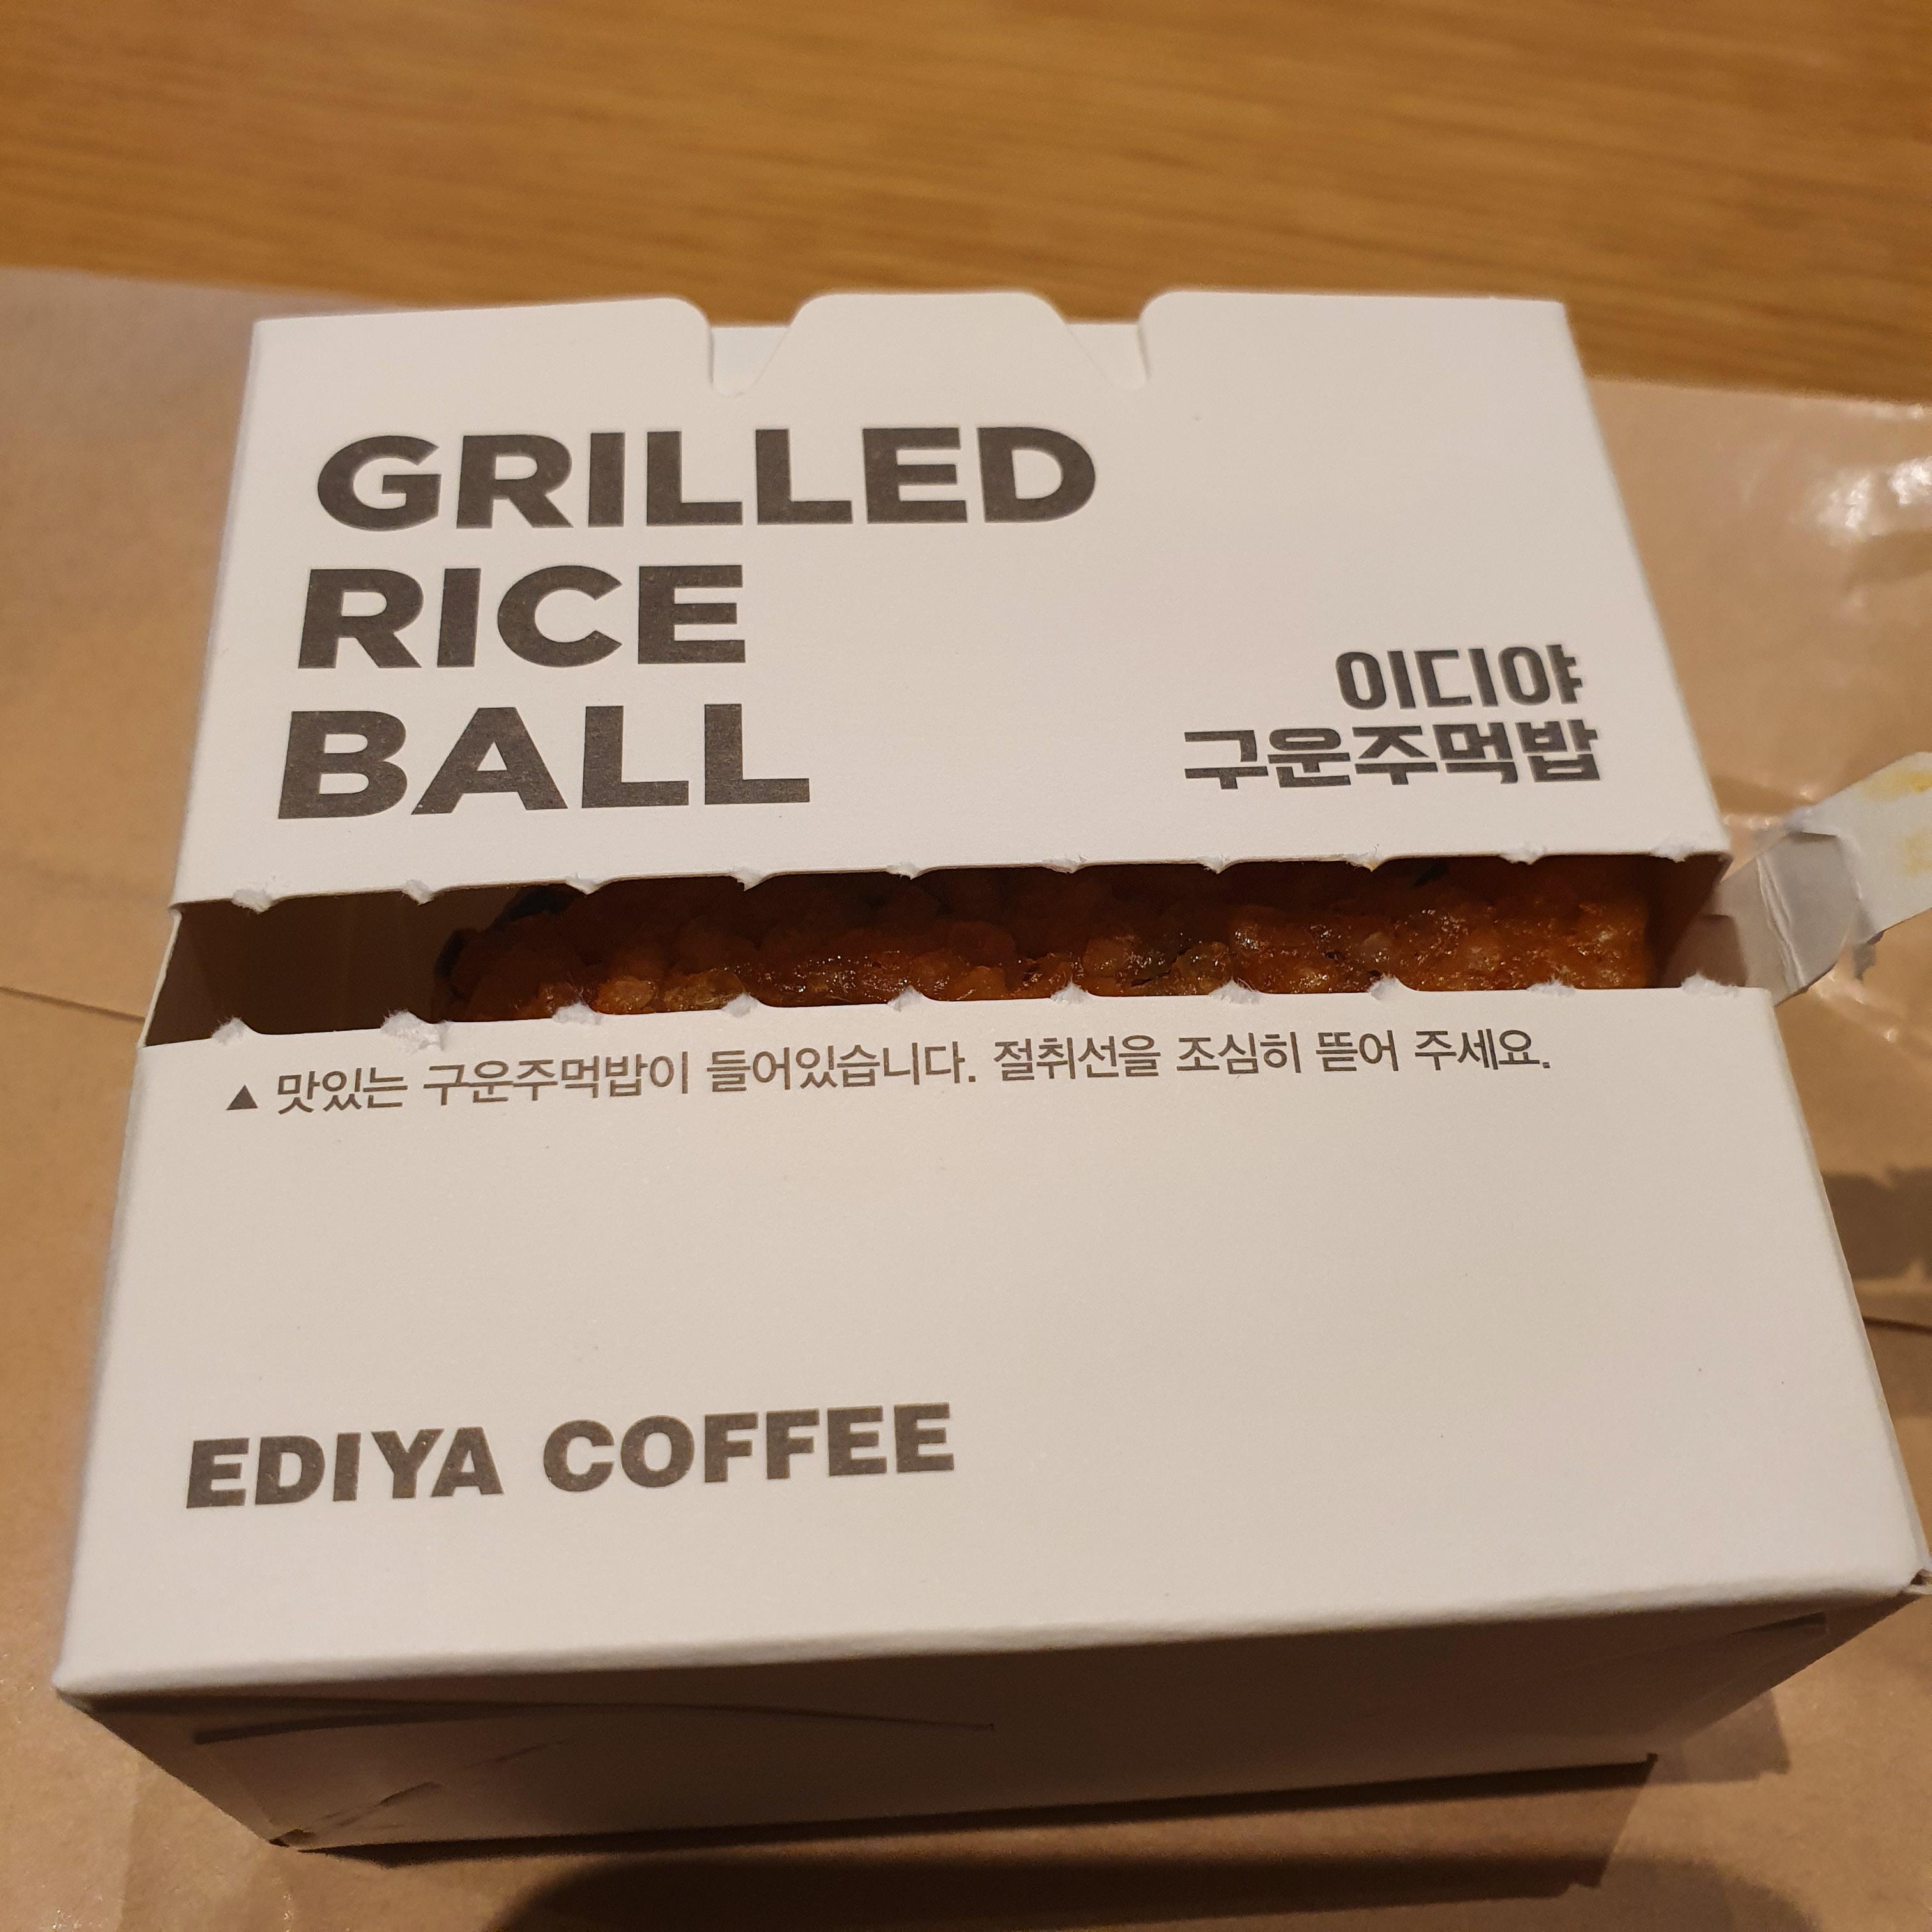 GRILLED
RICE
BALL
이디야
구운주먹밥
▲ 맛있는 구운주먹밥이 들어있습니다. 절취선을 조심히 뜯어 주세요.
EDIYA COFFEE